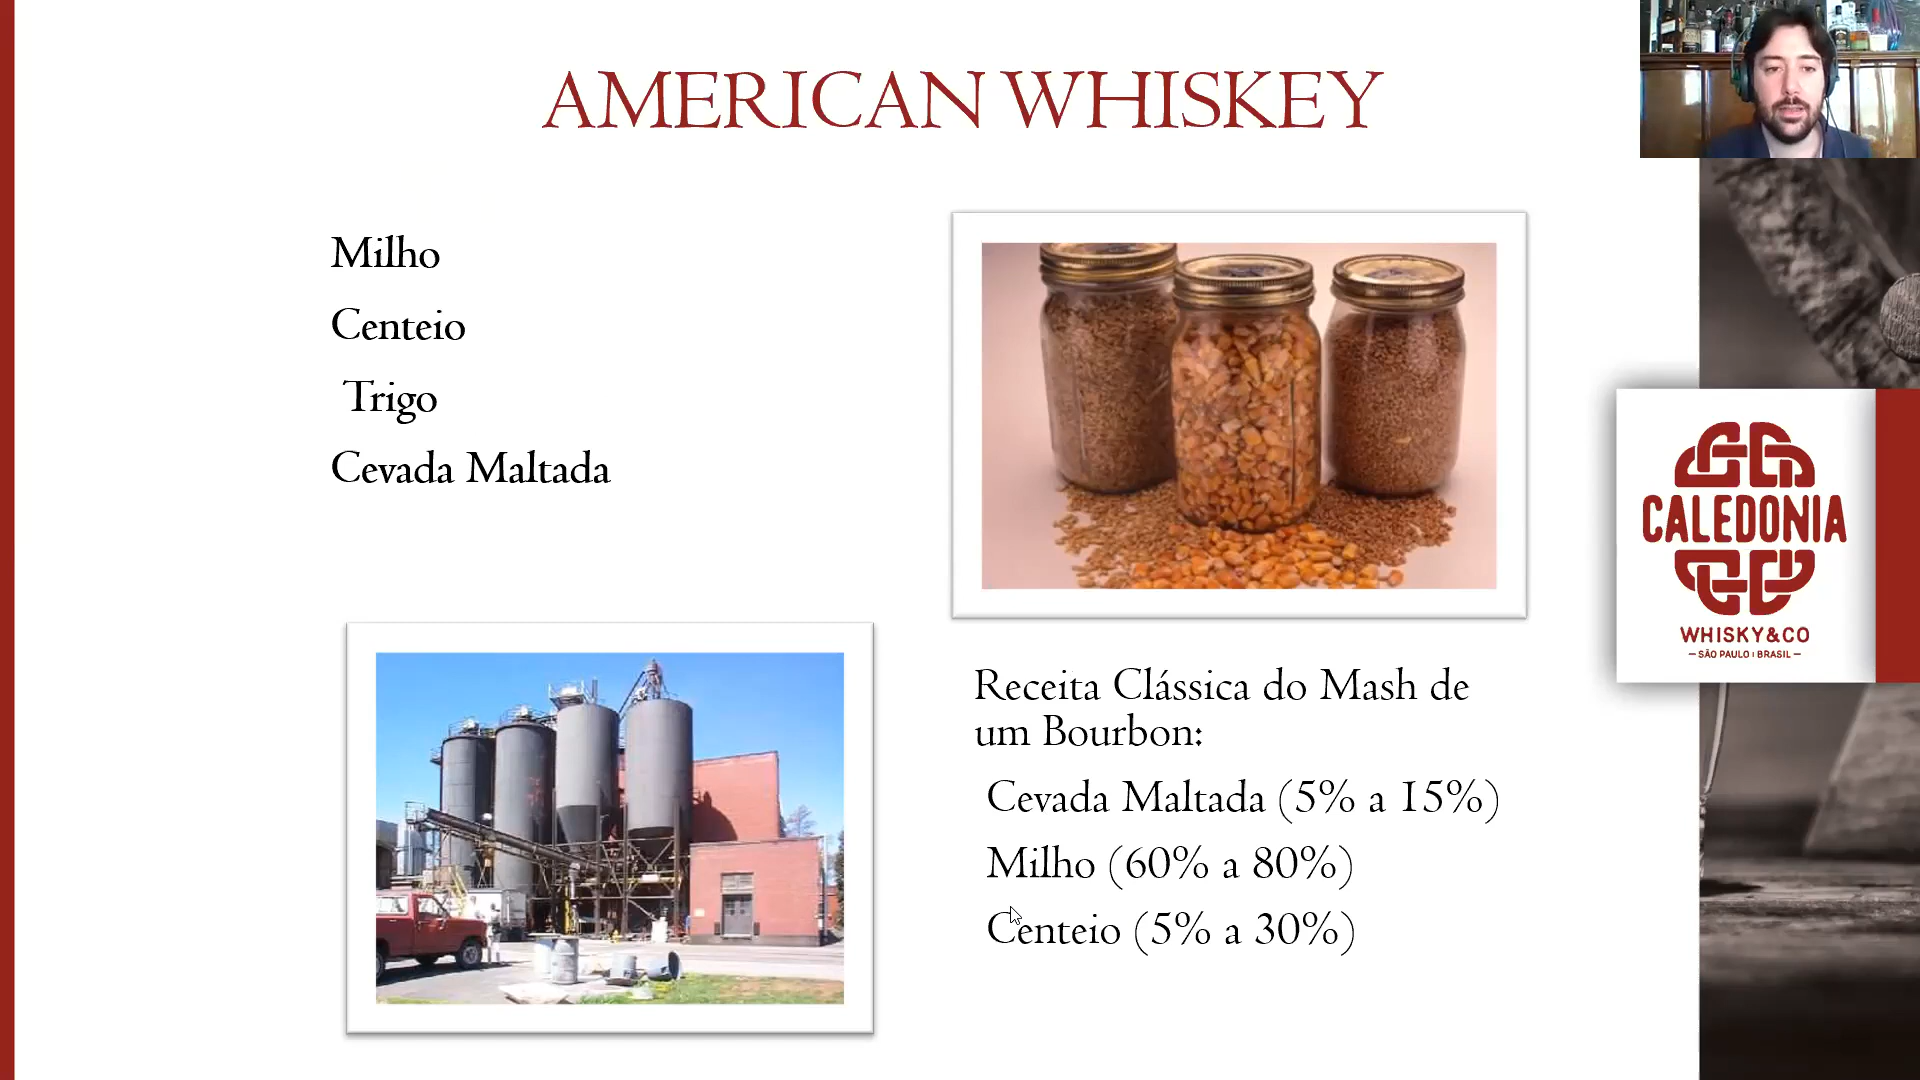 AMERICAN WHISKEY
Milho
Centeio
Trigo
Cevada Maltada
Receita Clássica do Mash de
um Bourbon:
Cevada Maltada (5% a 15%)
Milho (60% a 80%)
Centeio (5% a 30%)
CALEDONIA
WHISKY&CO
– SÃO PAULO | BRASIL –